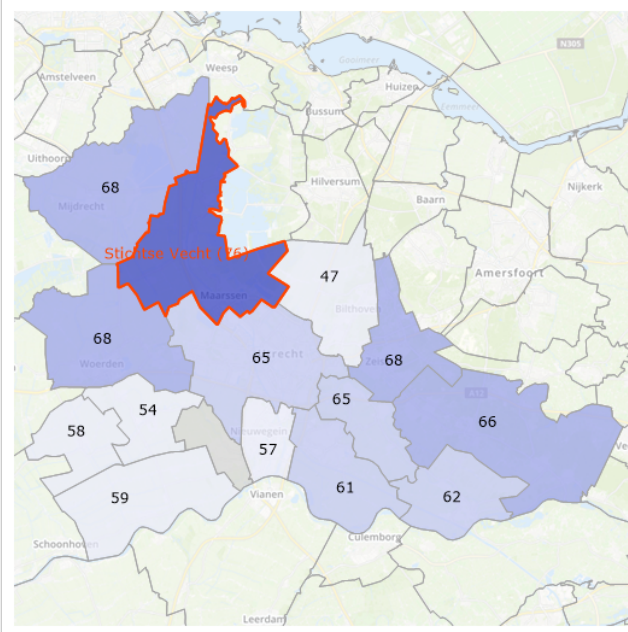 N305
Weesp
Gooimeer
Amstelveen
Huizen
Eemmeer
Bussum
Uithoorn
Hilversum
68
Nijkerk
Mijdrecht
Baarn
Stichtse Vecht (76)
47
Amersfoort
Maarssen
Bilthoven
68
65
68
Woerden
A12
65
54
66
58
Nieuwegein
57
61
62
59
Vianen
Culemborg
Schoonhoven
Leerdam